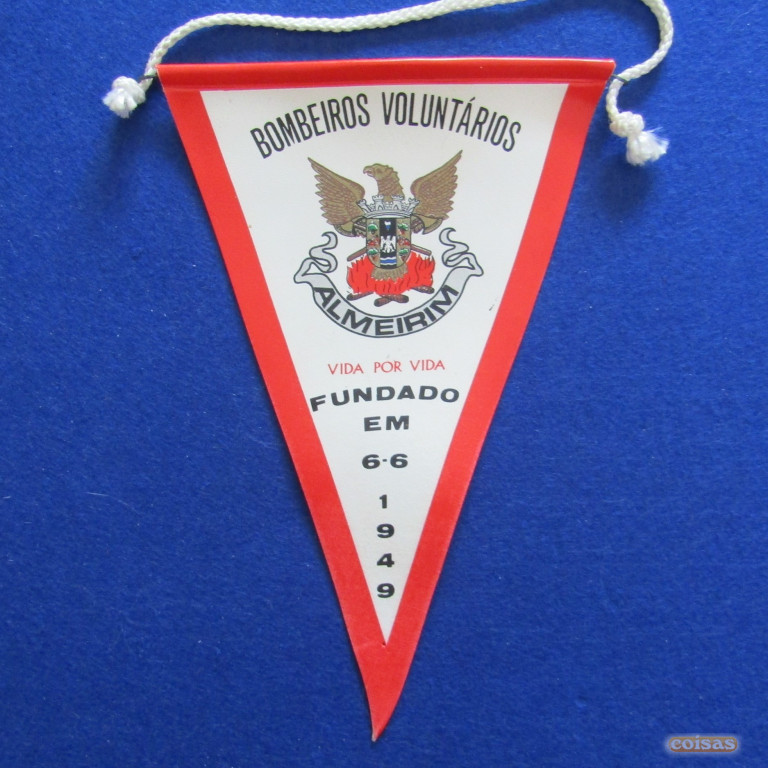 BOMBEIROS VOLUNTÁRIOS
ALMEIRIM
VIDA POR VIDA
FUNDADO
EM
6-6
1
9
4
9
coisas